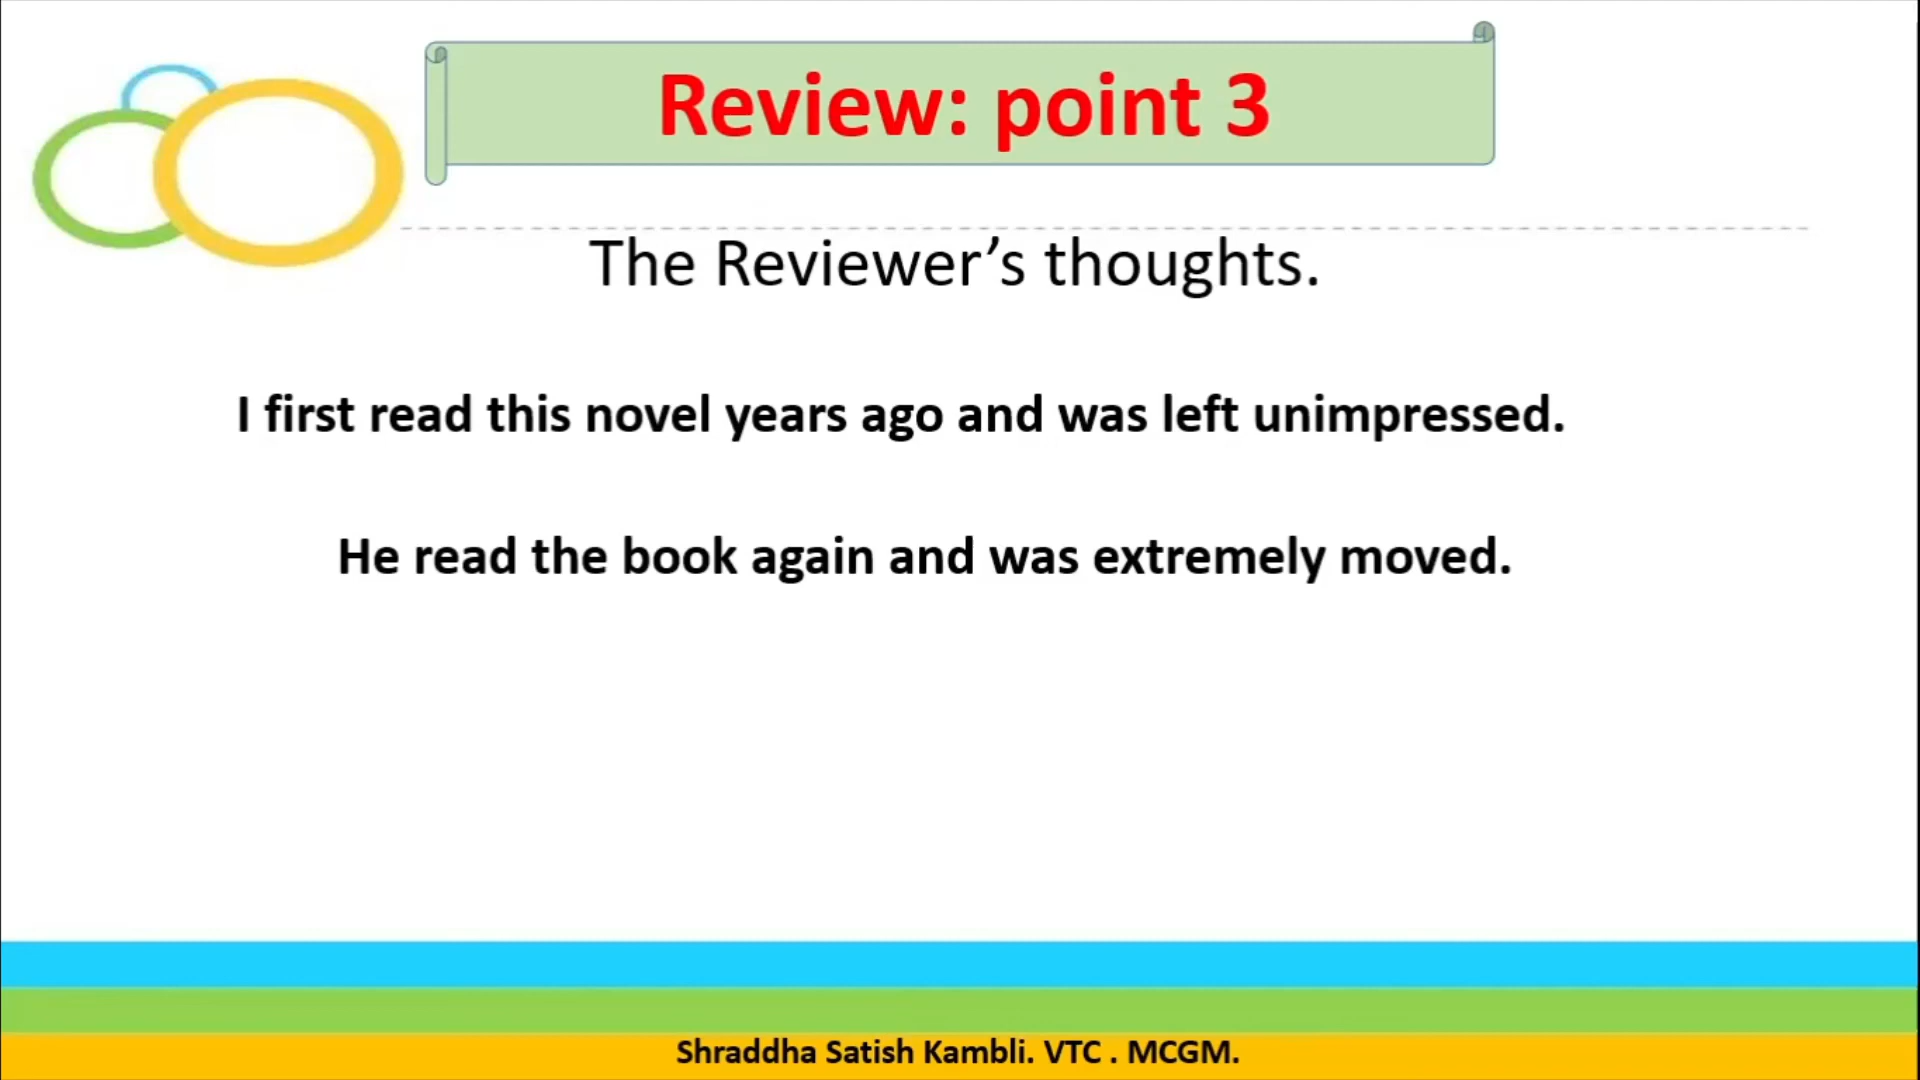 Review: point 3
The Reviewer’s thoughts.
I first read this novel years ago and was left unimpressed.
He read the book again and was extremely moved.
Shraddha Satish Kambli. VTC . MCGM.